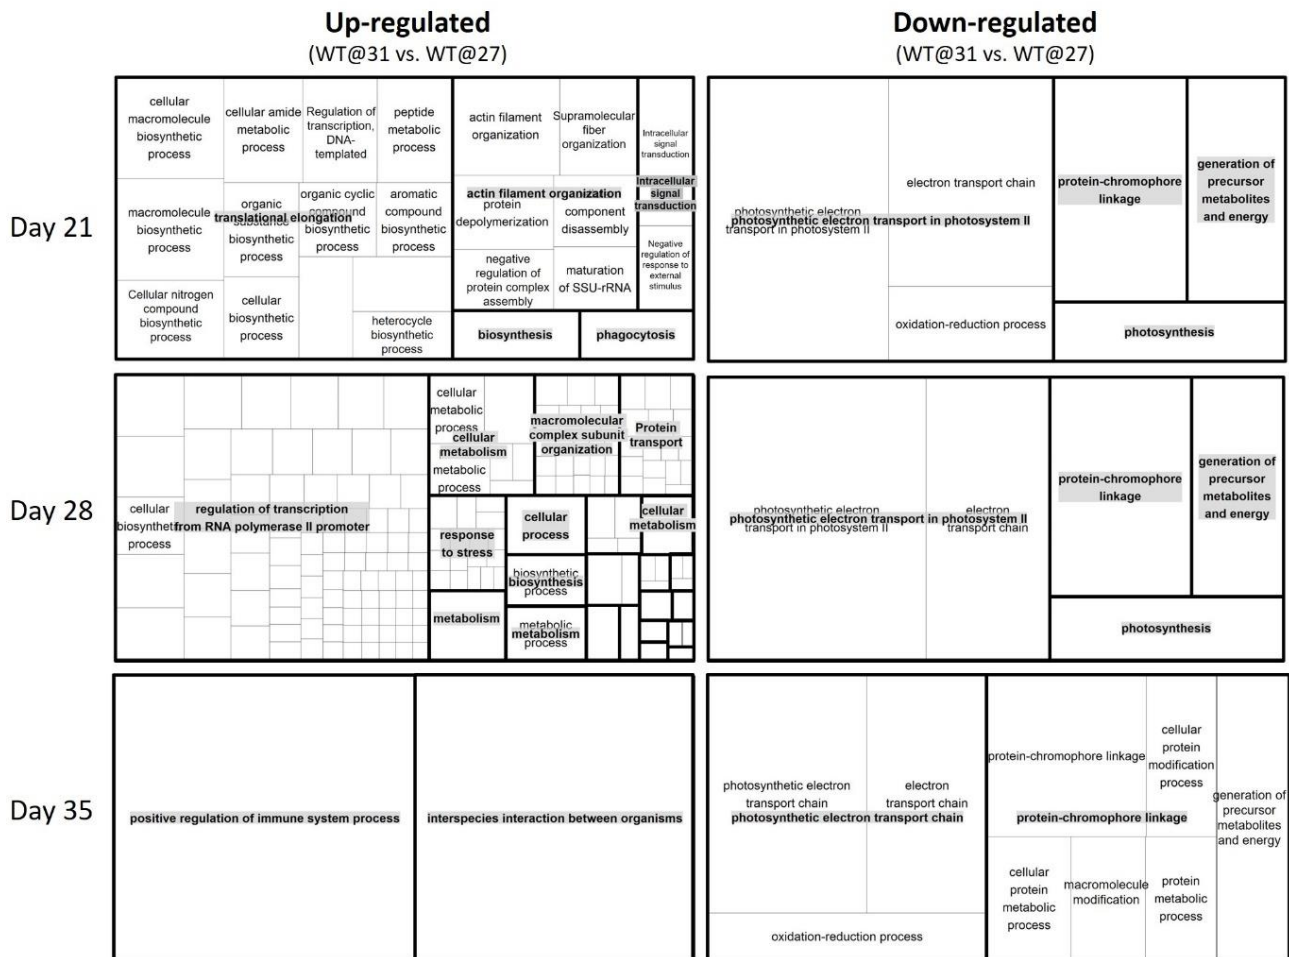 Up-regulated
(WT@31 vs. WT@27)
Down-regulated
(WT@31 vs. WT@27)
Day 21
cellular
macromolecule
biosynthetic
process
cellular amide
metabolic
process
Regulation of
transcription,
DNA-
templated
peptide
metabolic
process
macromolecule
biosynthetic
process
organic
substance
biosynthetic
process
organic cyclic
compound
biosynthetic
process
aromatic
compound
biosynthetic
process
translational elongation
Cellular nitrogen
compound
biosynthetic
process
cellular
biosynthetic
process
heterocycle
biosynthetic
process
actin filament
organization
Supramolecular
fiber
organization
actin filament organization
protein
depolymerization
component
disassembly
negative
regulation of
protein complex
assembly
maturation
of SSU-rRNA
Intracellular
signal
transduction
Intracellular
signal
transduction
Negative
regulation of
response to
external
stimulus
biosynthesis
phagocytosis
photosynthetic electron
transport in photosystem II
photosynthetic electron transport in photosystem II
electron transport chain
oxidation-reduction process
protein-chromophore
linkage
generation of
precursor
metabolites
and energy
photosynthesis
Day 28
cellular
biosynthetic
process
regulation of transcription
from RNA polymerase II promoter
cellular
metabolic
process
cellular
metabolism
metabolic
process
macromolecular
complex subunit
organization
Protein
transport
response
to stress
cellular
process
cellular
metabolism
biosynthetic
process
biosynthesis
metabolism
metabolic
process
metabolism
photosynthetic electron
transport in photosystem II
photosynthetic electron transport in photosystem II
electron
transport chain
protein-chromophore
linkage
generation of
precursor
metabolites
and energy
photosynthesis
Day 35
positive regulation of immune system process
interspecies interaction between organisms
photosynthetic electron
transport chain
electron
transport chain
photosynthetic electron transport chain
oxidation-reduction process
protein-chromophore linkage
cellular
protein
modification
process
protein-chromophore linkage
cellular
protein
metabolic
process
macromolecule
modification
protein
metabolic
process
generation of
precursor
metabolites
and energy